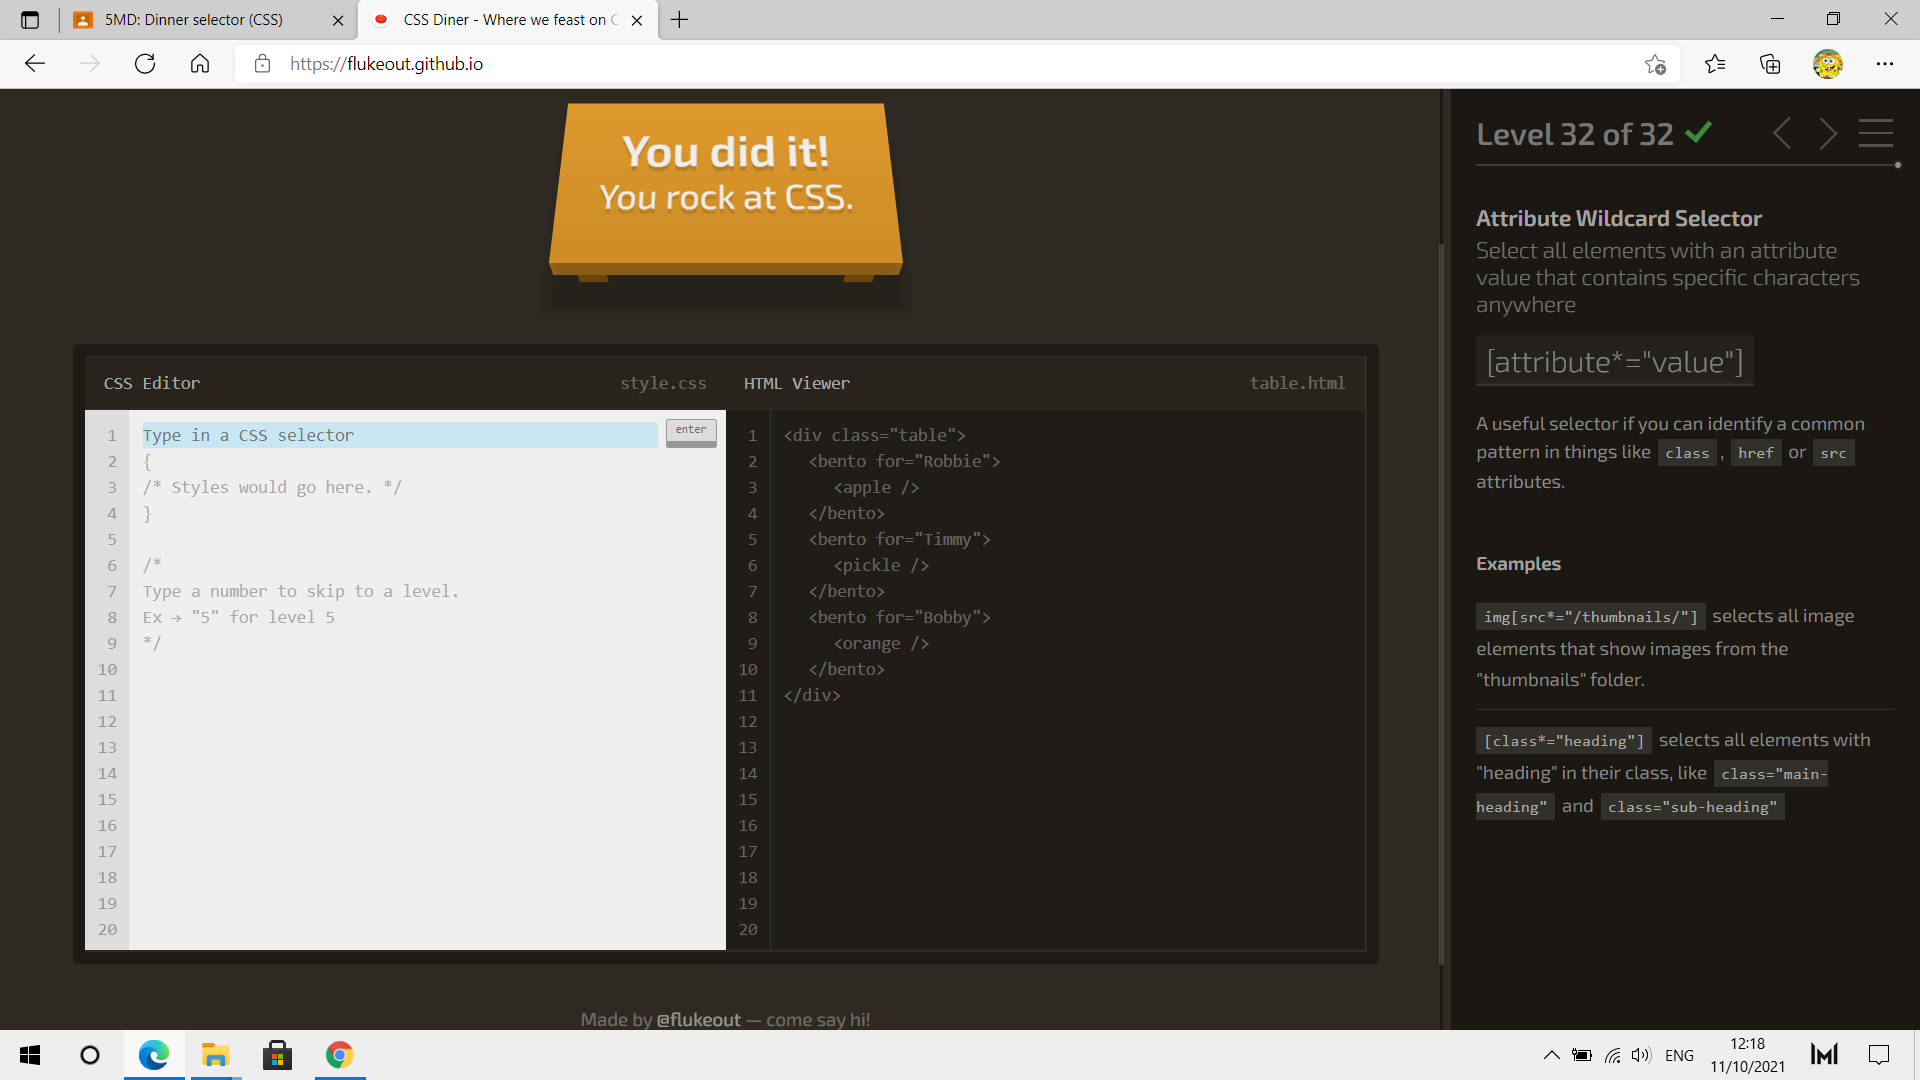 5MD: Dinner selector (CSS)
CSS Diner - Where we feast on C
https://flukeout.github.io
You did it!
You rock at CSS.
CSS Editor
style.css
1 Type in a CSS selector
enter
2 {
3 /* Styles would go here. */
4 }
5
6 /*
7 Type a number to skip to a level.
8 Ex → "5" for level 5
9 */
10
11
12
13
14
15
16
17
18
19
20
HTML Viewer
table.html
1 <div class="table">
2 <bento for="Robbie">
3 <apple />
4 </bento>
5 <bento for="Timmy">
6 <pickle />
7 </bento>
8 <bento for="Bobby">
9 <orange />
10 </bento>
11 </div>
12
13
14
15
16
17
18
19
20
Made by @flukeout — come say hi!
Level 32 of 32
Attribute Wildcard Selector
Select all elements with an attribute
value that contains specific characters
anywhere
[attribute*="value"]
A useful selector if you can identify a common
pattern in things like class , href or src
attributes.
Examples
img[src*="/thumbnails/"] selects all image
elements that show images from the
"thumbnails" folder.
[class*="heading"] selects all elements with
"heading" in their class, like class="main-
heading" and class="sub-heading"
ENG
12:18
11/10/2021